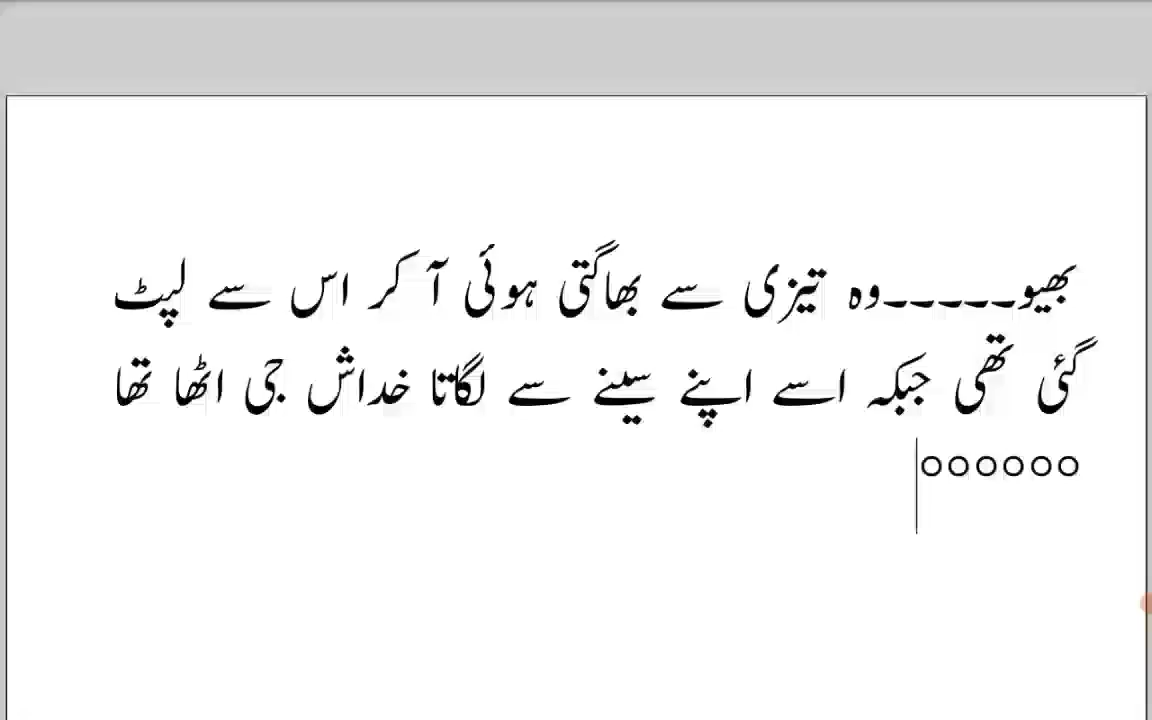 بھیو۔۔۔۔۔وہ تیزی سے بھاگتی ہوئی آ کر اس سے لپٹ
گئی تھی جبکہ اسے اپنے سینے سے لگاتا خداش جی اٹھا تھا
○○○○○○